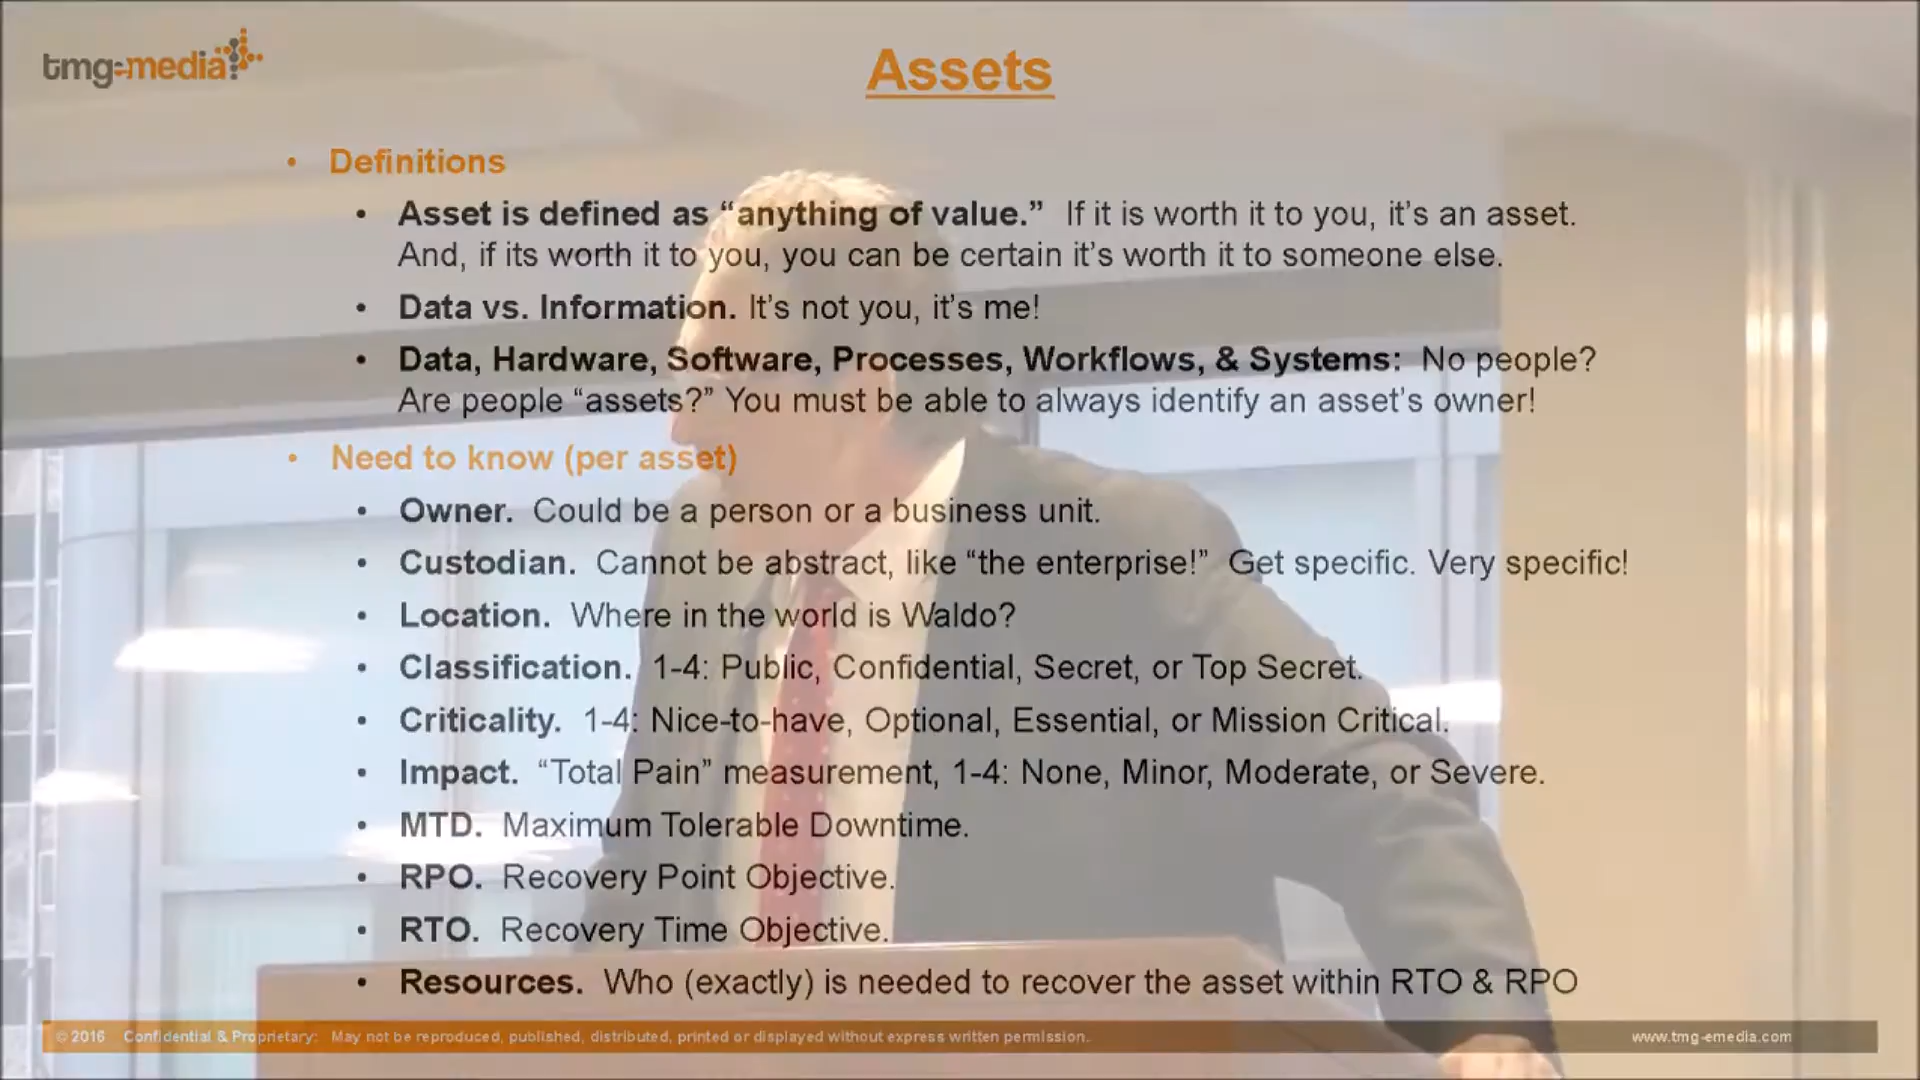 tmg-emedia
Assets
• Definitions
• Asset is defined as “anything of value.” If it is worth it to you, it’s an asset.
And, if its worth it to you, you can be certain it’s worth it to someone else.
• Data vs. Information. It’s not you, it’s me!
• Data, Hardware, Software, Processes, Workflows, & Systems: No people?
Are people “assets?” You must be able to always identify an asset’s owner!
• Need to know (per asset)
• Owner. Could be a person or a business unit.
• Custodian. Cannot be abstract, like “the enterprise!” Get specific. Very specific!
• Location. Where in the world is Waldo?
• Classification. 1-4: Public, Confidential, Secret, or Top Secret.
• Criticality. 1-4: Nice-to-have, Optional, Essential, or Mission Critical.
• Impact. “Total Pain” measurement, 1-4: None, Minor, Moderate, or Severe.
• MTD. Maximum Tolerable Downtime.
• RPO. Recovery Point Objective.
• RTO. Recovery Time Objective.
• Resources. Who (exactly) is needed to recover the asset within RTO & RPO
© 2016 Confidential & Proprietary: May not be reproduced, published, distributed, printed or displayed without express written permission. www.tmg-emedia.com